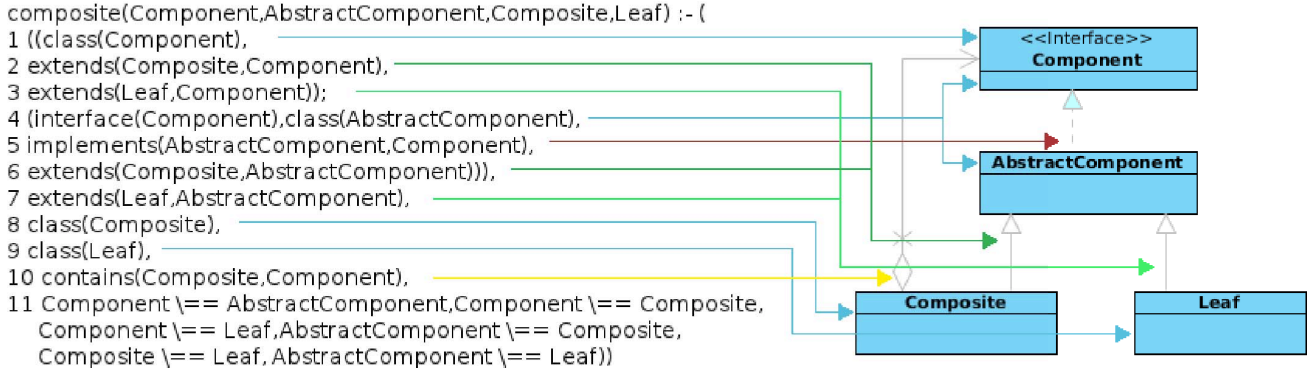 composite(Component,AbstractComponent,Composite,Leaf) :- (
1 ((class(Component),
2 extends(Composite,Component),
3 extends(Leaf,Component));
4 (interface(Component),class(AbstractComponent),
5 implements(AbstractComponent,Component),
6 extends(Composite,AbstractComponent))),
7 extends(Leaf,AbstractComponent),
8 class(Composite),
9 class(Leaf),
10 contains(Composite,Component),
11 Component \== AbstractComponent,Component \== Composite,
Component \== Leaf,AbstractComponent \== Composite,
Composite \== Leaf, AbstractComponent \== Leaf))
<<Interface>>
Component
AbstractComponent
Composite
Leaf